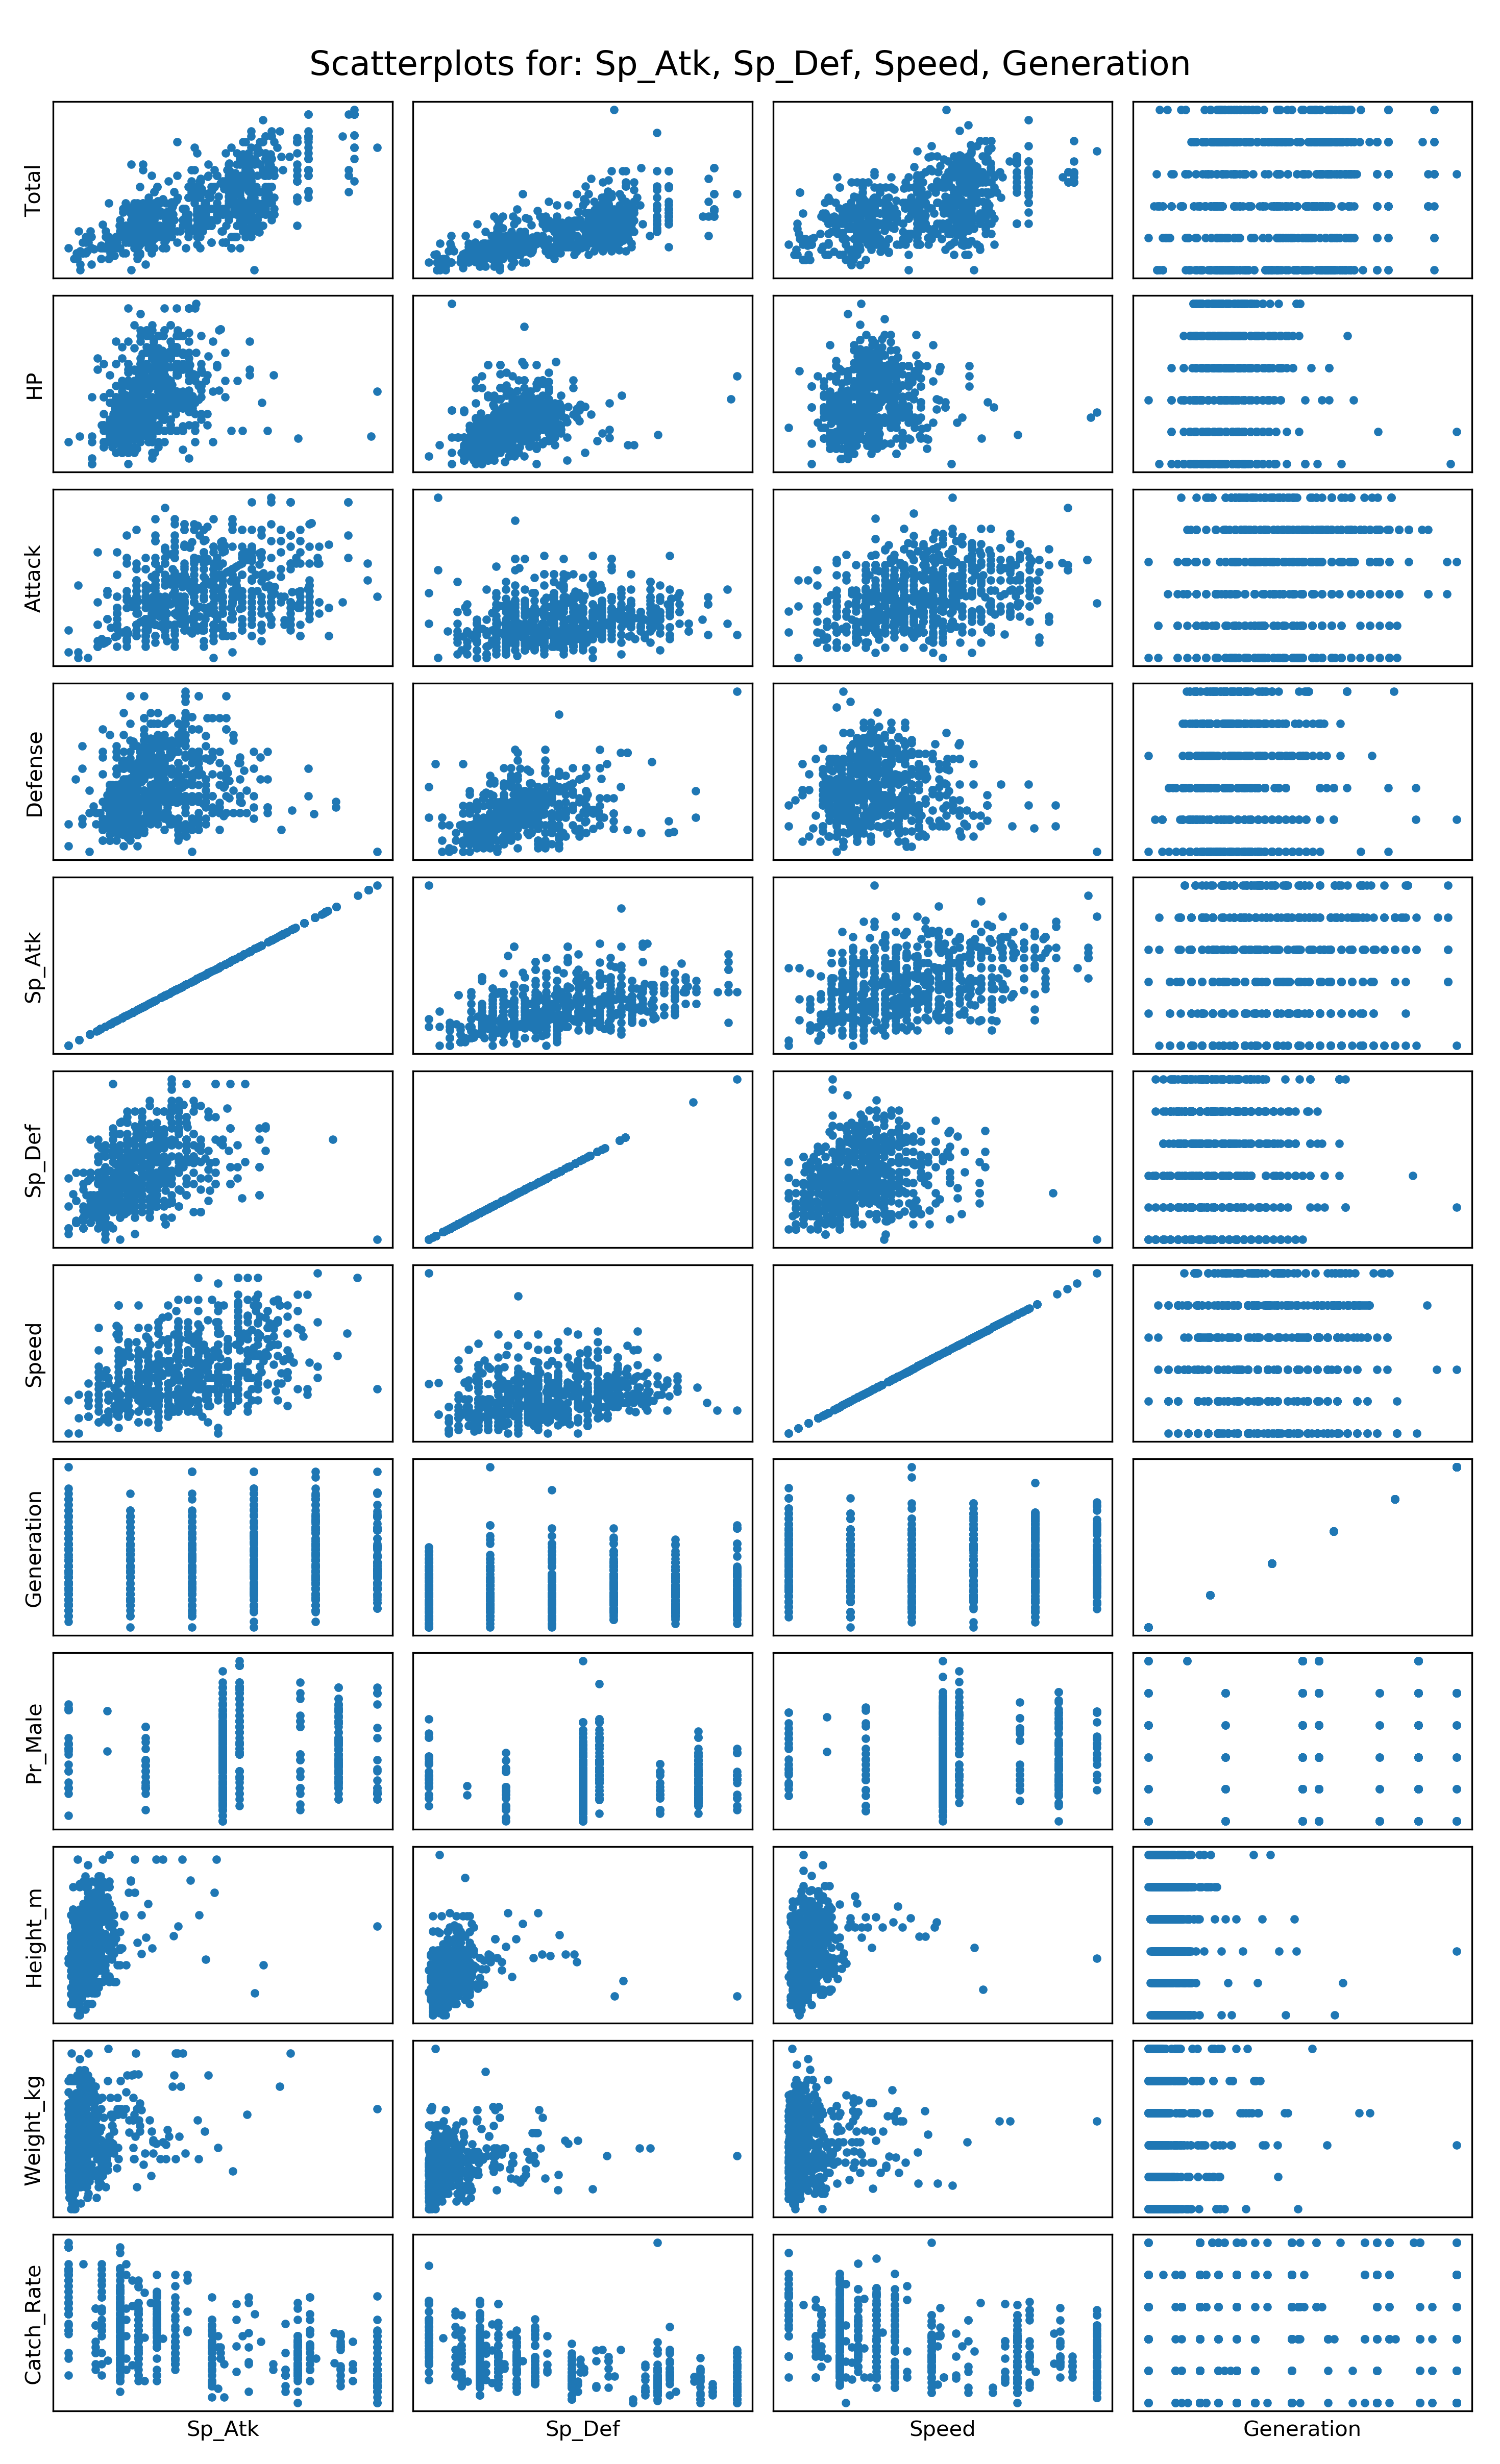 Scatterplots for: Sp_Atk, Sp_Def, Speed, Generation
Total
HP
Attack
Defense
Sp_Atk
Sp_Def
Speed
Generation
Pr_Male
Height_m
Weight_kg
Catch_Rate
Sp_Atk
Sp_Def
Speed
Generation